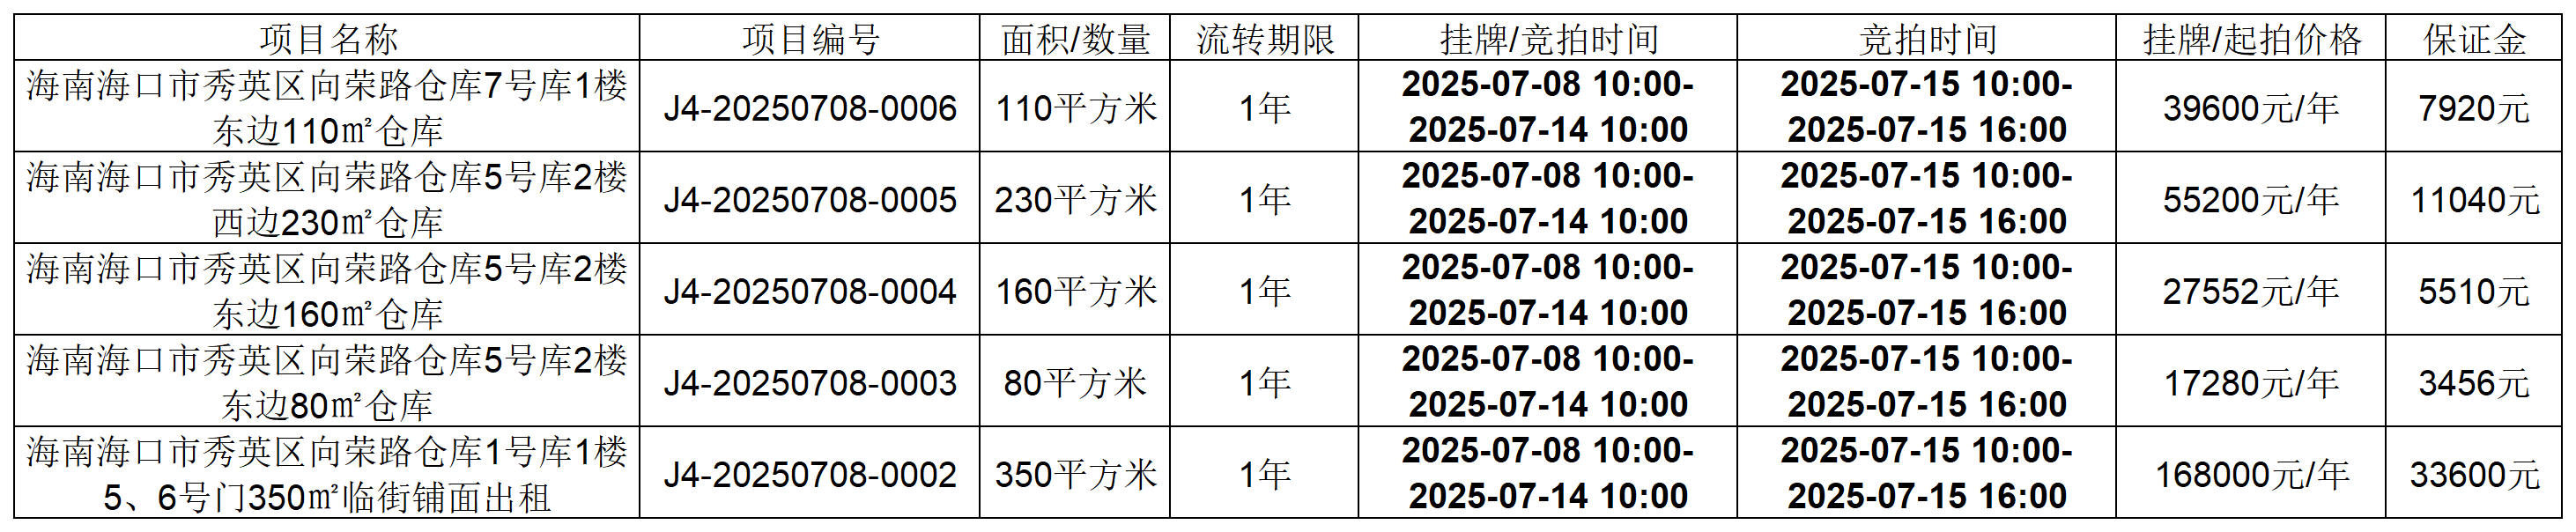 项目名称 项目编号 面积/数量 流转期限 挂牌/竞拍时间 竞拍时间 挂牌/起拍价格 保证金
海南海口市秀英区向荣路仓库7号库1楼
东边110㎡仓库
J4-20250708-0006
110平方米
1年
2025-07-08 10:00-
2025-07-14 10:00
2025-07-15 10:00-
2025-07-15 16:00
39600元/年
7920元
海南海口市秀英区向荣路仓库5号库2楼
西边230㎡仓库
J4-20250708-0005
230平方米
1年
2025-07-08 10:00-
2025-07-14 10:00
2025-07-15 10:00-
2025-07-15 16:00
55200元/年
11040元
海南海口市秀英区向荣路仓库5号库2楼
东边160㎡仓库
J4-20250708-0004
160平方米
1年
2025-07-08 10:00-
2025-07-14 10:00
2025-07-15 10:00-
2025-07-15 16:00
27552元/年
5510元
海南海口市秀英区向荣路仓库5号库2楼
东边80㎡仓库
J4-20250708-0003
80平方米
1年
2025-07-08 10:00-
2025-07-14 10:00
2025-07-15 10:00-
2025-07-15 16:00
17280元/年
3456元
海南海口市秀英区向荣路仓库1号库1楼
5、6号门350㎡临街铺面出租
J4-20250708-0002
350平方米
1年
2025-07-08 10:00-
2025-07-14 10:00
2025-07-15 10:00-
2025-07-15 16:00
168000元/年
33600元